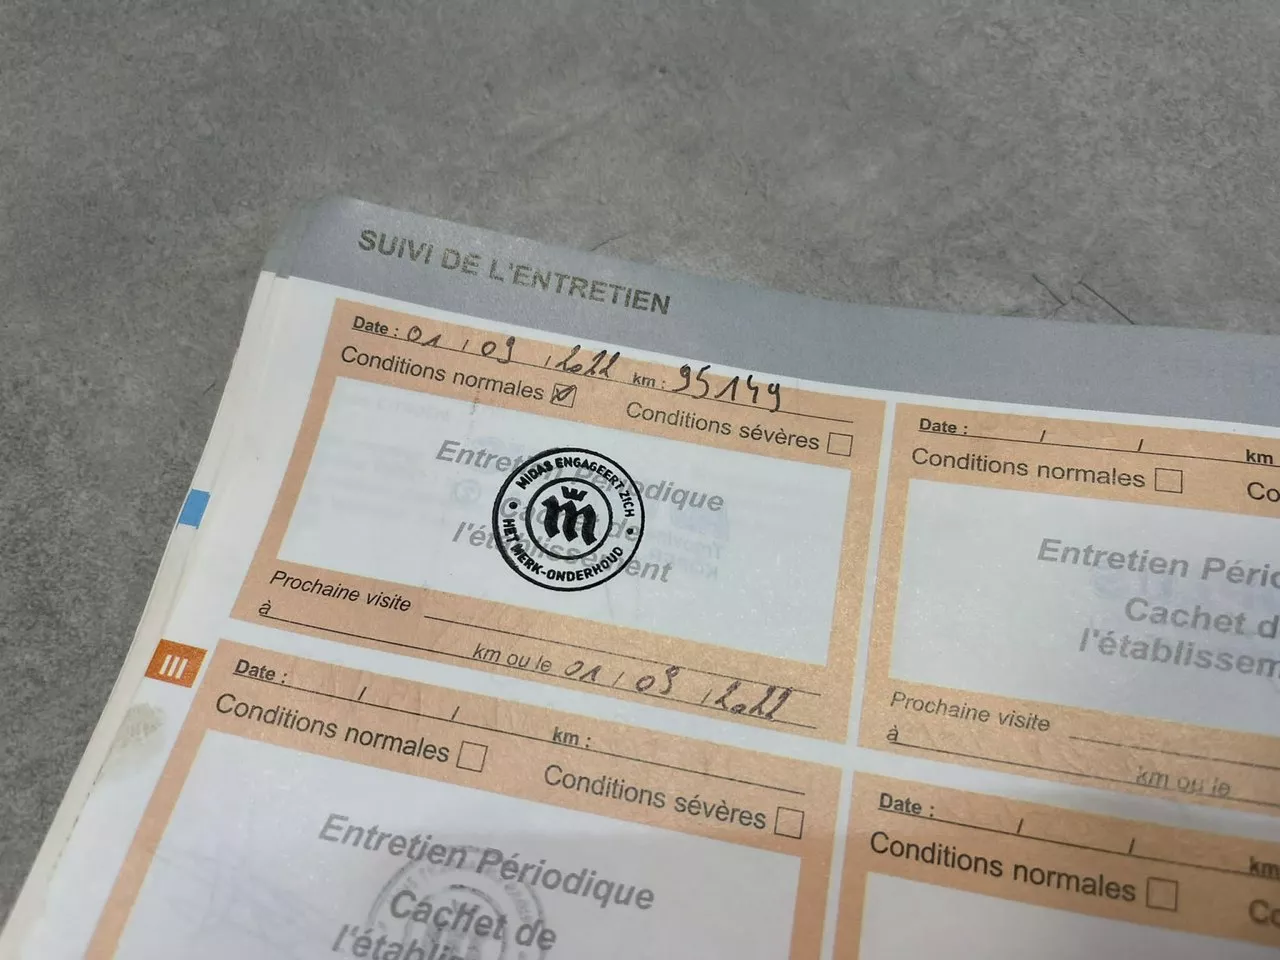 SUIVI DE L'ENTRETIEN
Date : 01 / 09 / 2022 km : 95149
Conditions normales Conditions sévères
Entretien Périodique
Cachet de
l'établissement
MIDAS ENGAGEERT ZICH
m
HET MERK-ONDERHOUD
Prochaine visite
à km ou le 01 / 09 / 2022
Date : / / km
Conditions normales Co
Entretien Pério
Cachet d
l'établissem
Prochaine visite
à km ou le
III
Date : / / km :
Conditions normales Conditions sévères
Entretien Périodique
Cachet de
l'établi
Date : / / km
Conditions normales Co